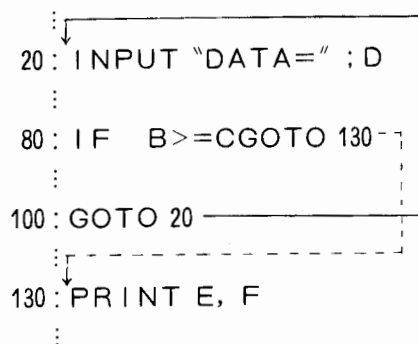 20: INPUT "DATA=" ; D
80: IF B>=CGOTO 130
100: GOTO 20
130: PRINT E, F